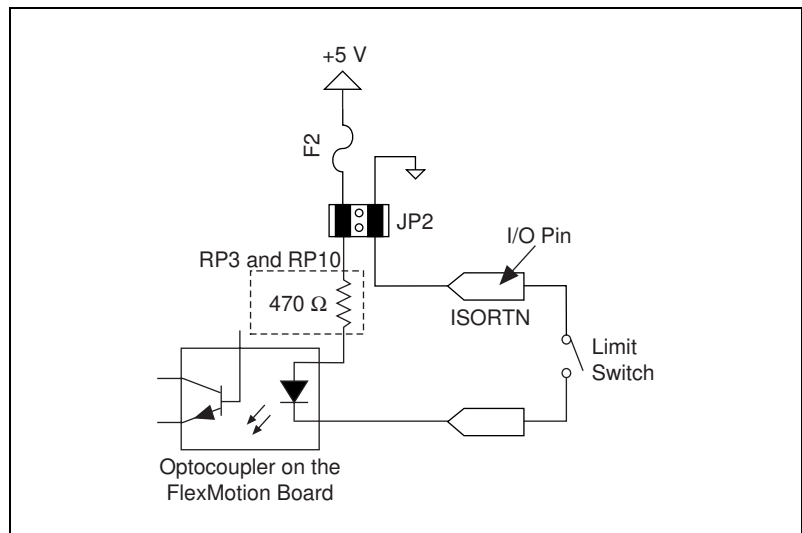 +5 V
F2
JP2
I/O Pin
RP3 and RP10
470 Ω
ISORTN
Limit
Switch
Optocoupler on the
FlexMotion Board